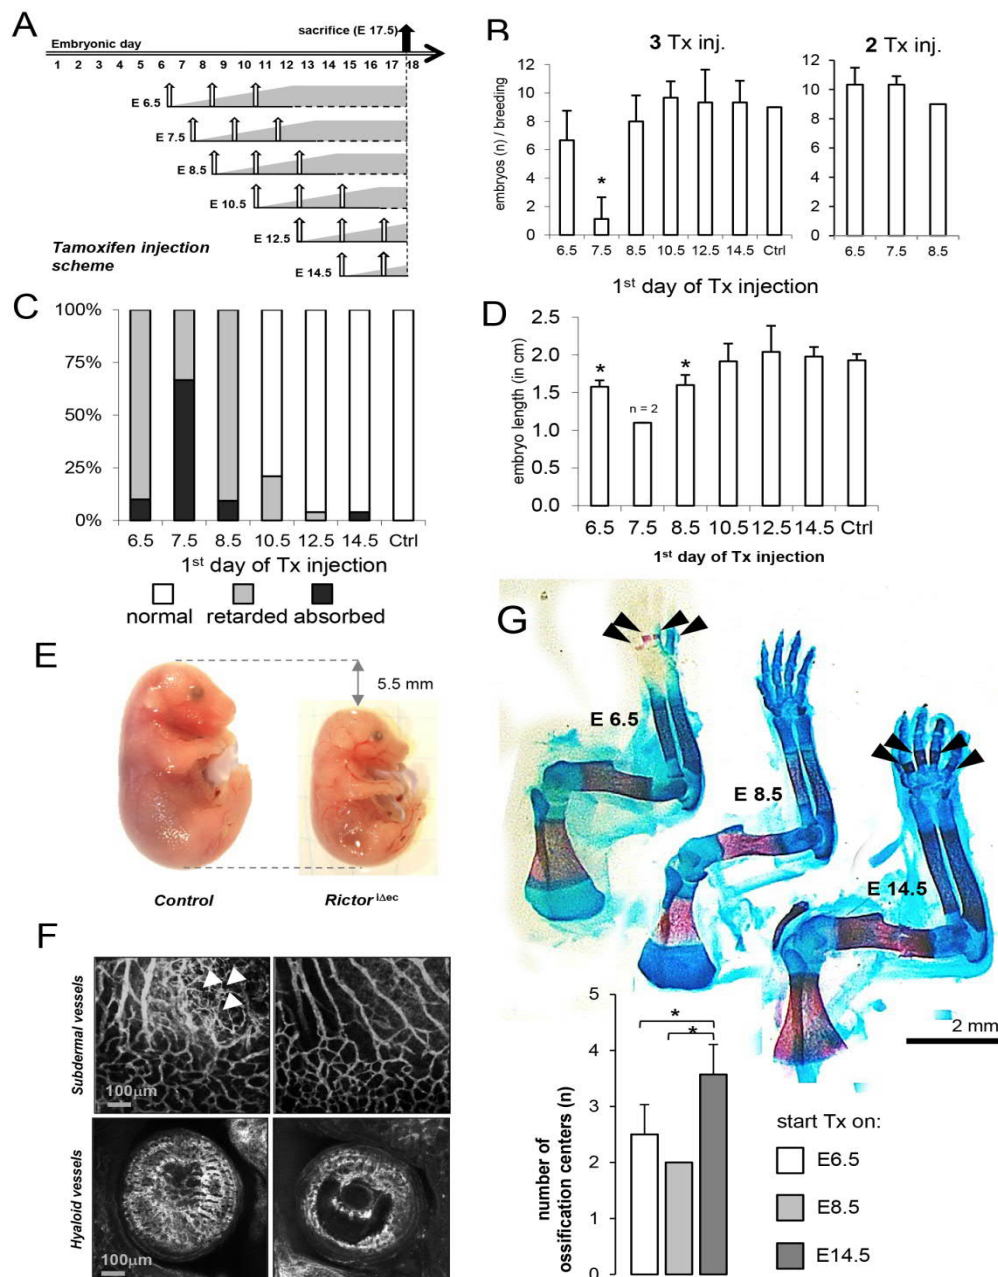 A
sacrifice (E 17.5)
Embryonic day
1 2 3 4 5 6 7 8 9 10 11 12 13 14 15 16 17 18
E 6.5
E 7.5
E 8.5
E 10.5
E 12.5
E 14.5
Tamoxifen injection
scheme
B
3 Tx inj.
2 Tx inj.
embryos (n) / breeding
12
10
8
6
4
2
0
*
6.5 7.5 8.5 10.5 12.5 14.5 Ctrl
12
10
8
6
4
2
0
6.5 7.5 8.5
1st day of Tx injection
C
100%
75%
50%
25%
0%
6.5 7.5 8.5 10.5 12.5 14.5 Ctrl
1st day of Tx injection
normal retarded absorbed
D
embryo length (in cm)
2.5
2.0
1.5
1.0
0.5
0.0
*
n = 2
*
6.5 7.5 8.5 10.5 12.5 14.5 Ctrl
1st day of Tx injection
E
5.5 mm
Control
Rictor iΔec
F
Subdermal vessels
100μm
Hyaloid vessels
100μm
G
E 6.5
E 8.5
E 14.5
2 mm
number of
ossification centers (n)
5
4
3
2
1
0
*
*
start Tx on:
E6.5
E8.5
E14.5